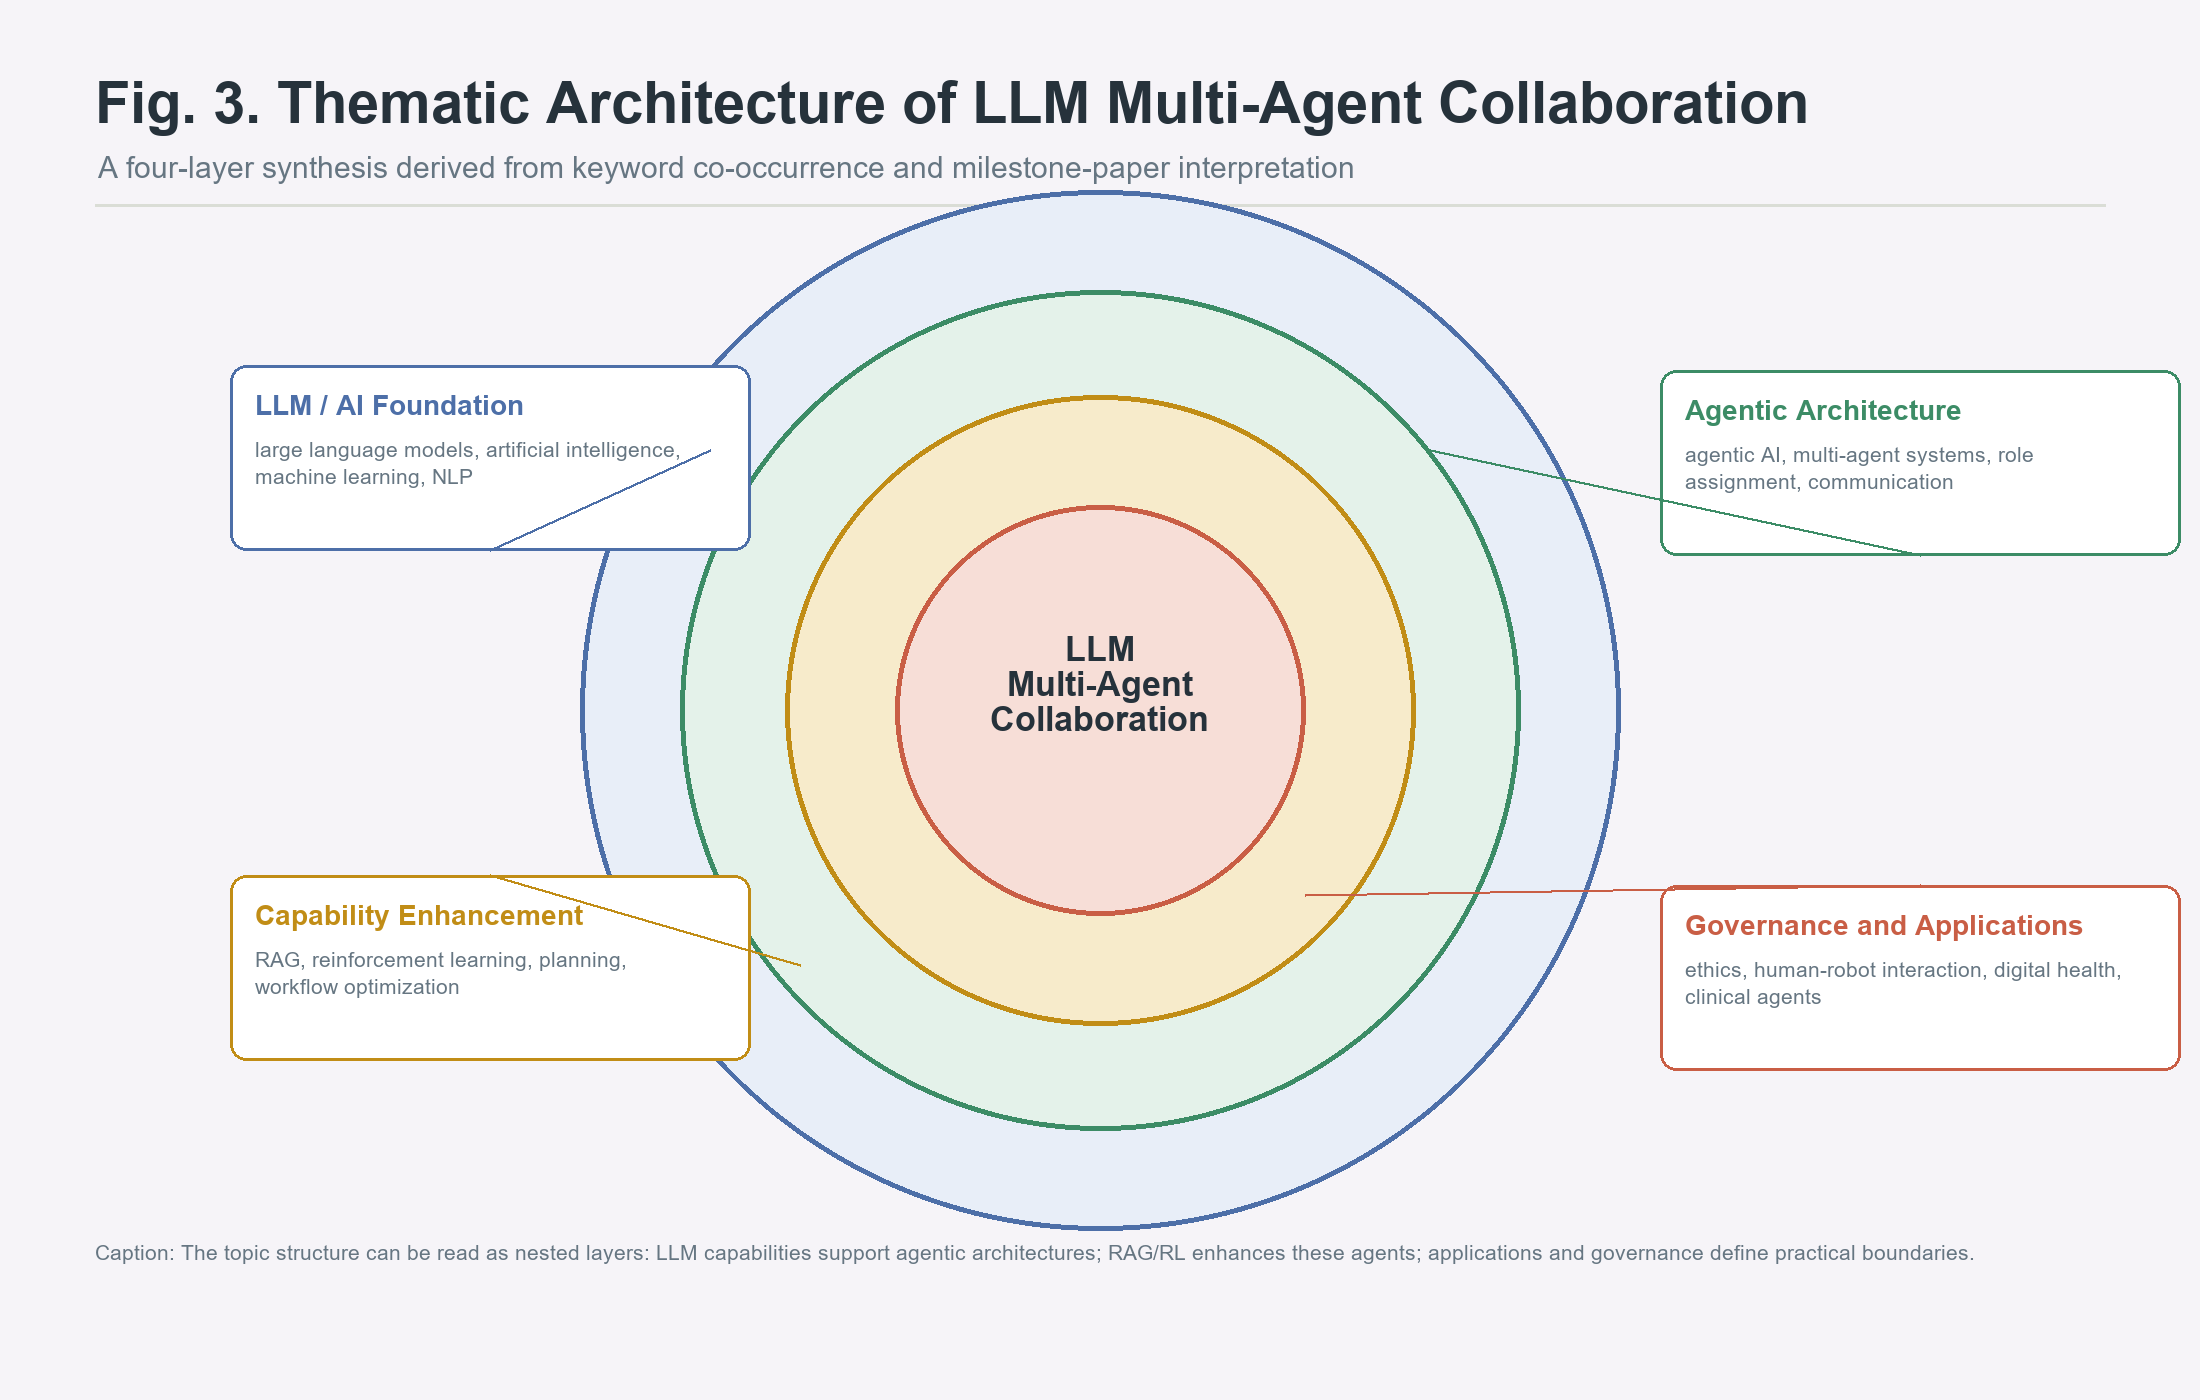 Fig. 3. Thematic Architecture of LLM Multi-Agent Collaboration
A four-layer synthesis derived from keyword co-occurrence and milestone-paper interpretation
LLM / AI Foundation
large language models, artificial intelligence,
machine learning, NLP
Agentic Architecture
agentic AI, multi-agent systems, role
assignment, communication
LLM
Multi-Agent
Collaboration
Capability Enhancement
RAG, reinforcement learning, planning,
workflow optimization
Governance and Applications
ethics, human-robot interaction, digital health,
clinical agents
Caption: The topic structure can be read as nested layers: LLM capabilities support agentic architectures; RAG/RL enhances these agents; applications and governance define practical boundaries.